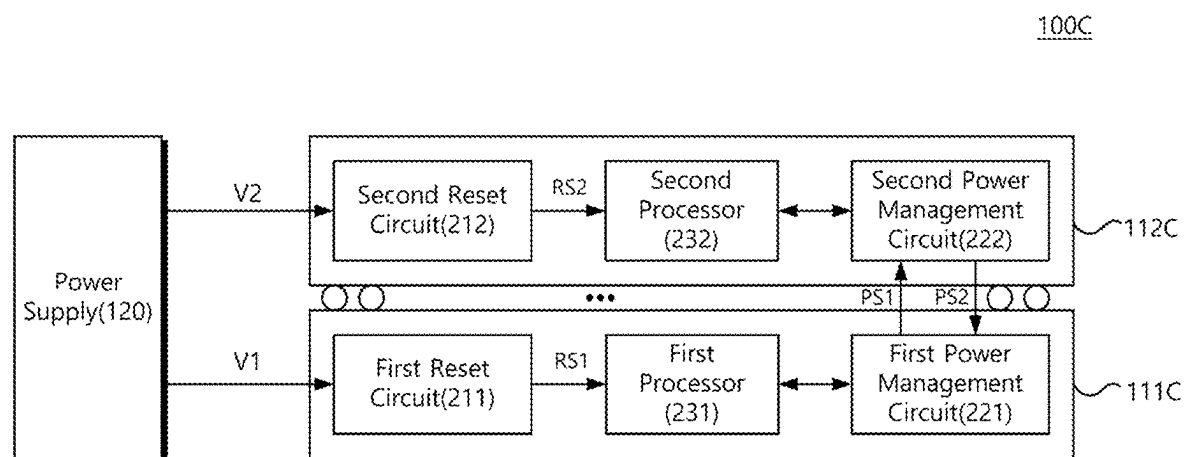 100C
V2
Second Reset
Circuit(212)
RS2
Second
Processor
(232)
Second Power
Management
Circuit(222)
112C
Power
Supply(120)
•••
PS1
PS2
V1
First Reset
Circuit(211)
RS1
First
Processor
(231)
First Power
Management
Circuit(221)
111C